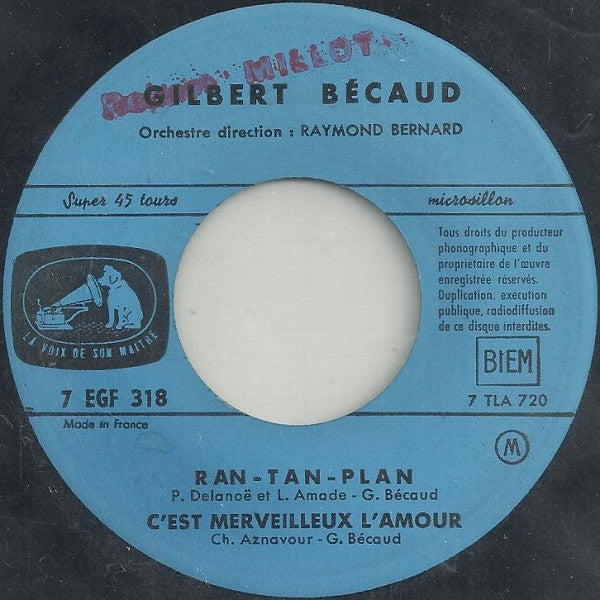 MILLOT
GILBERT BÉCAUD
Orchestre direction : RAYMOND BERNARD
Super 45 tours
microsillon
Tous droits du producteur
phonographique et du
propriétaire de l'œuvre
enregistrée réservés.
Duplication, exécution
publique, radiodiffusion
de ce disque interdites.
LA VOIX DE SON MAITRE
BIEM
7 EGF 318
7 TLA 720
Made in France
M
RAN-TAN-PLAN
P. Delanoë et L. Amade - G. Bécaud
C'EST MERVEILLEUX L'AMOUR
Ch. Aznavour - G. Bécaud